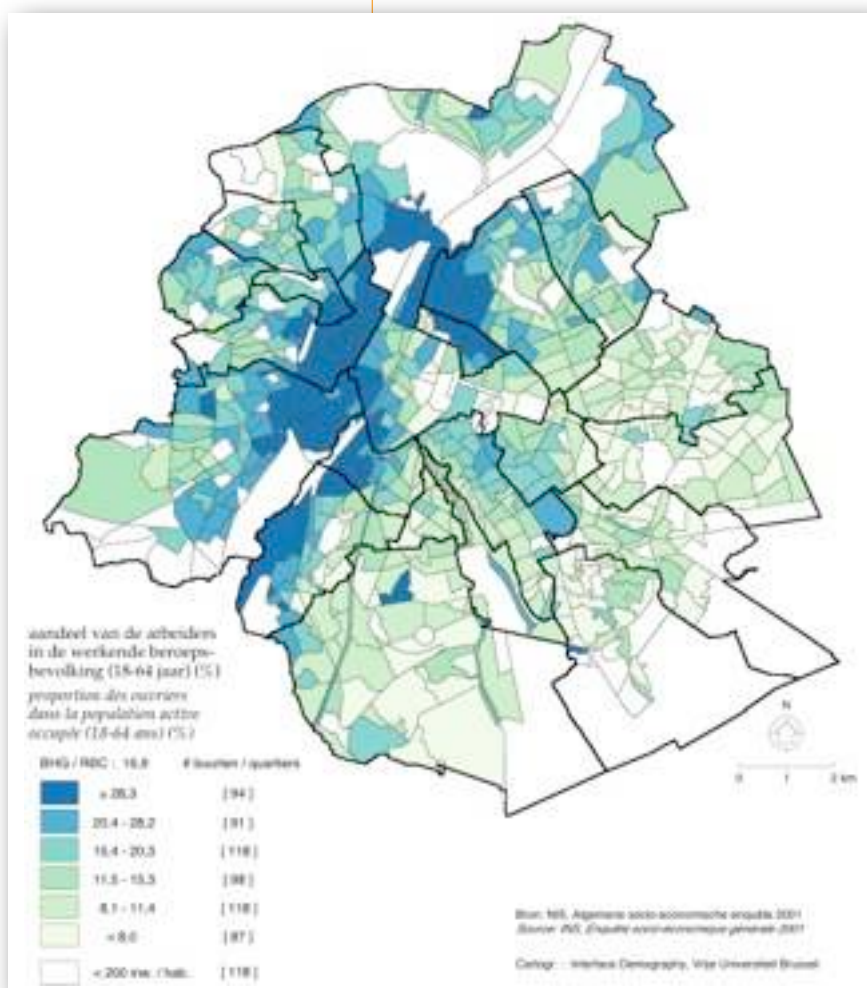 aandeel van de arbeiders
in de werkende beroeps-
bevolking (18-64 jaar) (%)
proportion des ouvriers
dans la population active
occupée (18-64 ans) (%)
BHG / RBC : 16,8 # buurten / quartiers
28,3 [ 94 ]
20,4 - 28,2 [ 91 ]
15,4 - 20,3 [ 118 ]
11,5 - 15,3
8,1 - 11,4 [ 118 ]
< 8,0 [ 87 ]
< 200 inw. / hab. [ 118 ]
N
0 1 2 km
Bron: NIS, Algemene socio-economische enquête 2001
Source: INS, Enquête socio-économique générale 2001
Cartogr. : Interface Demography, Vrije Universiteit Brussel